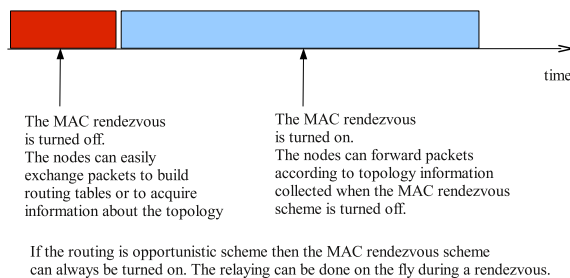 time
The MAC rendezvous
is turned off.
The nodes can easily
exchange packets to build
routing tables or to acquire
information about the topology
The MAC rendezvous
is turned on.
The nodes can forward packets
according to topology information
collected when the MAC rendezvous
scheme is turned off.
If the routing is opportunistic scheme then the MAC rendezvous scheme
can always be turned on. The relaying can be done on the fly during a rendezvous.